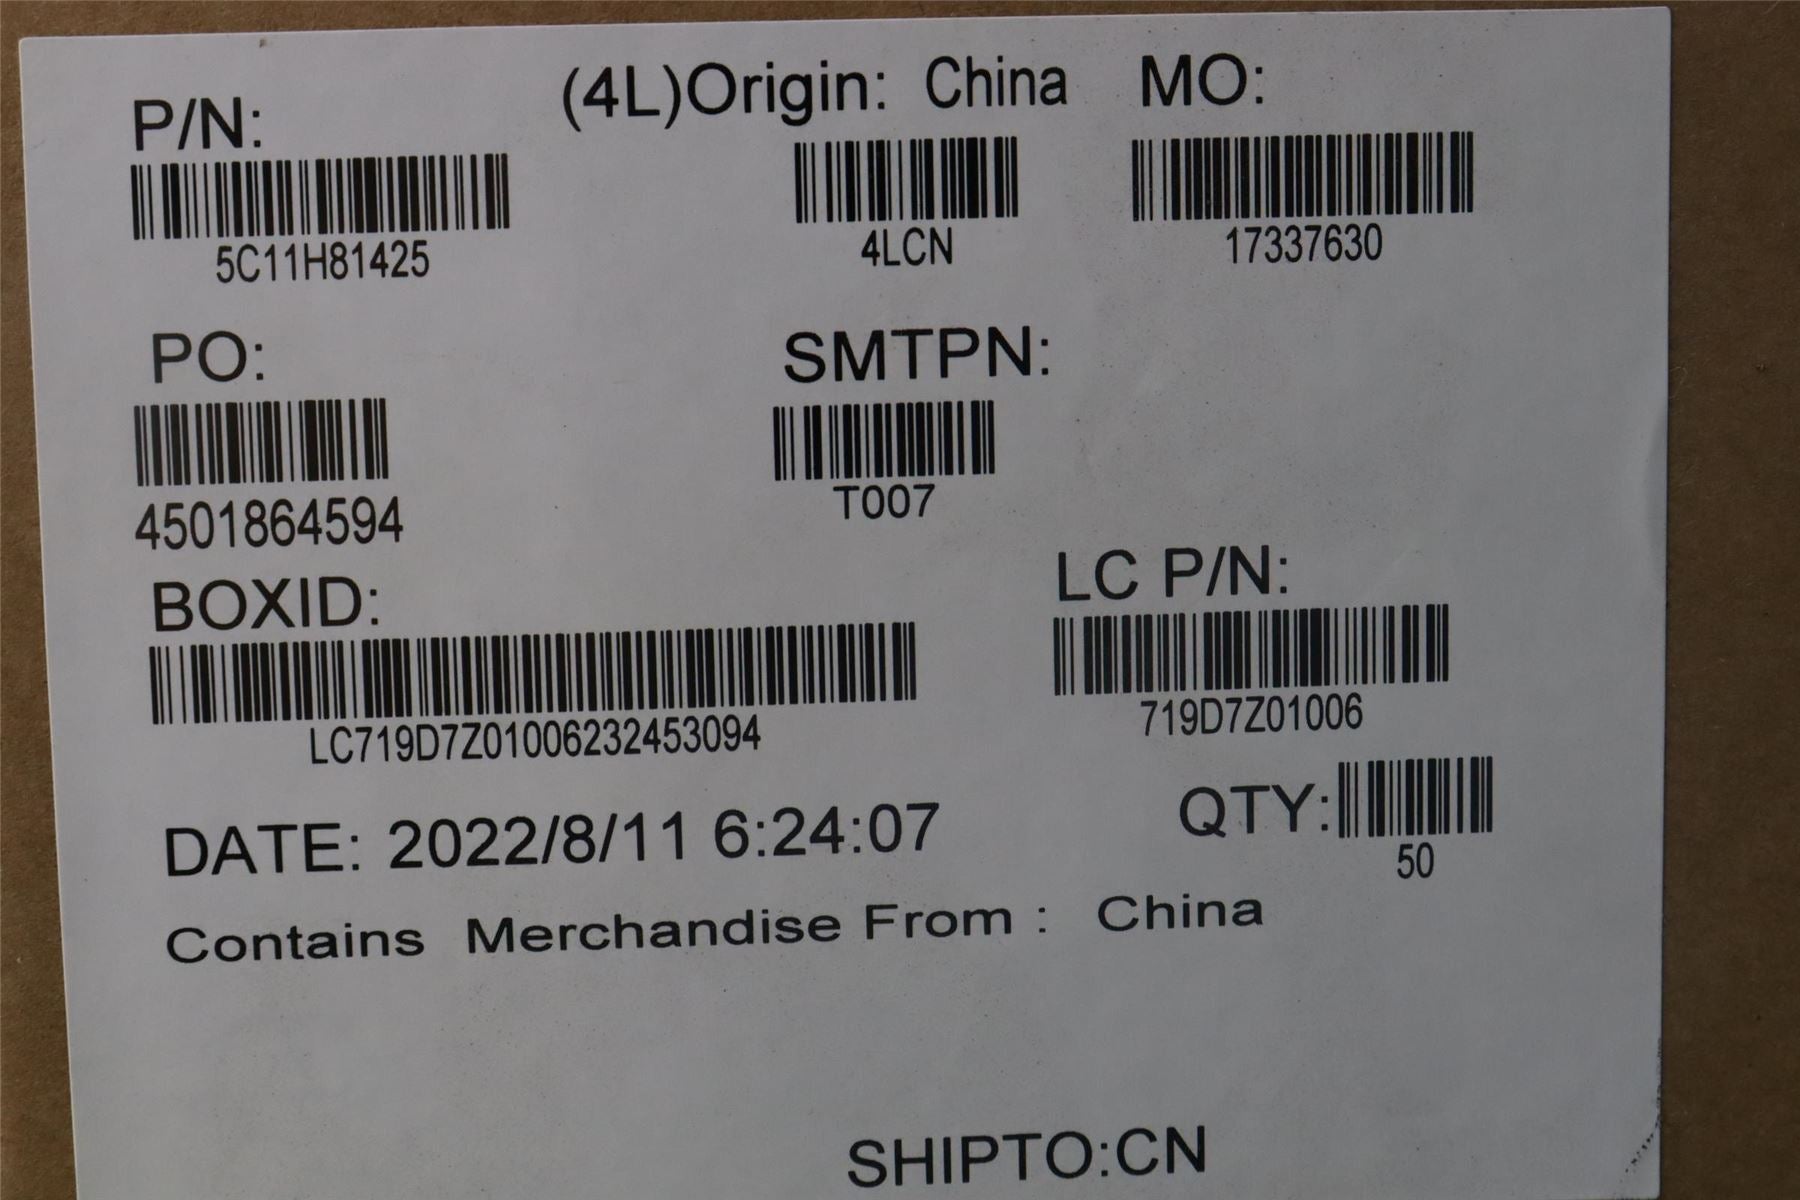 P/N: (4L)Origin: China MO:
5C11H81425 4LCN 17337630
PO: SMTPN:
4501864594 T007
BOXID: LC P/N:
LC719D7Z01006232453094 719D7Z01006
DATE: 2022/8/11 6:24:07 QTY:
50
Contains Merchandise From : China
SHIPTO:CN